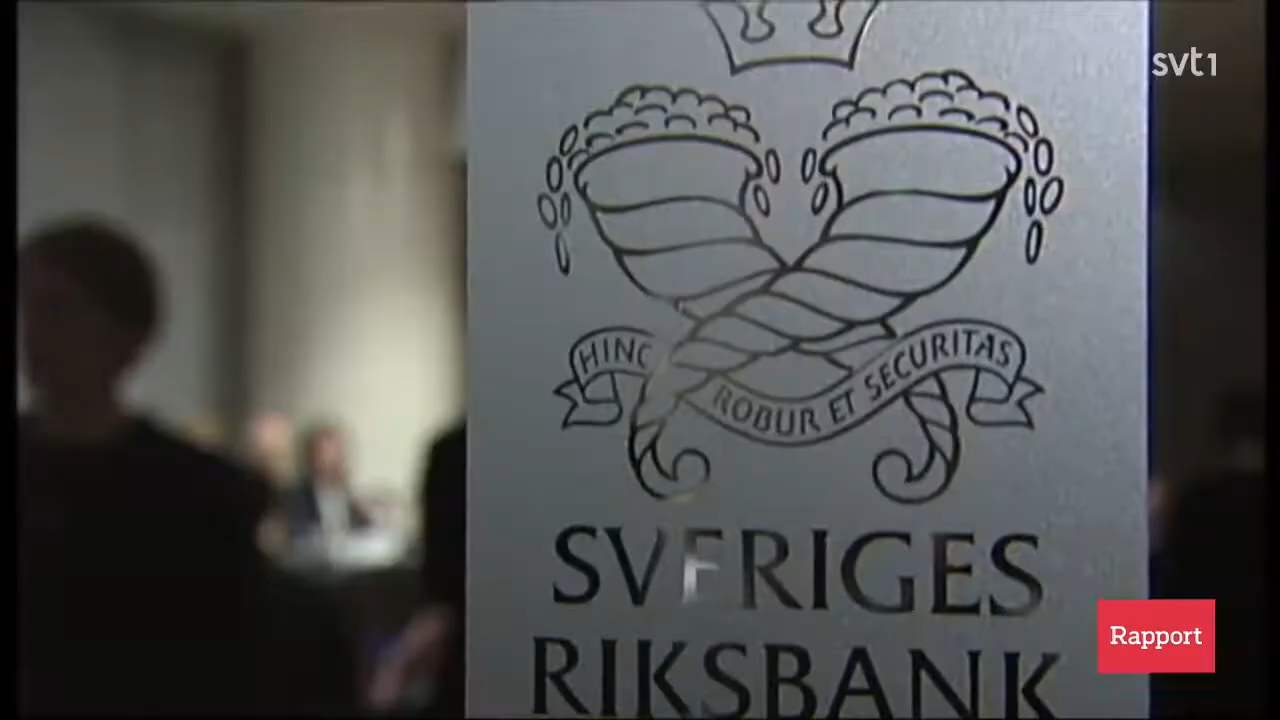 svt1
HINC ROBUR ET SECURITAS
SVERIGES
RIKSBANK
Rapport